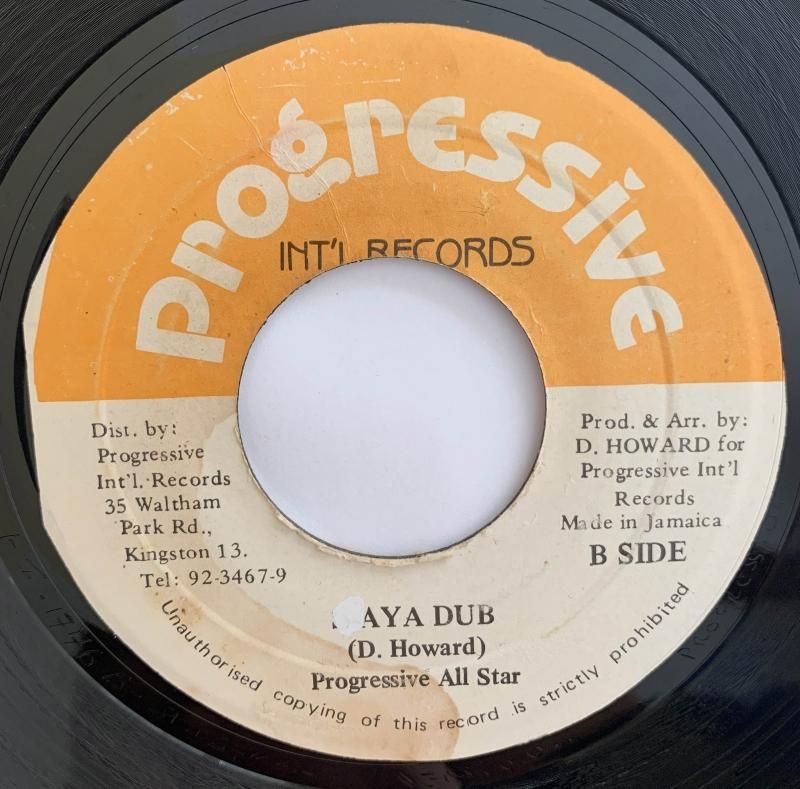 Progressive
INT'L RECORDS
Dist. by:
Progressive
Int'l. Records
35 Waltham
Park Rd.,
Kingston 13.
Tel: 92-3467-9
Prod. & Arr. by:
D. HOWARD for
Progressive Int'l
Records
Made in Jamaica
B SIDE
DUB
(D. Howard)
Progressive All Star
Unauthorised copying of this record is strictly prohibited